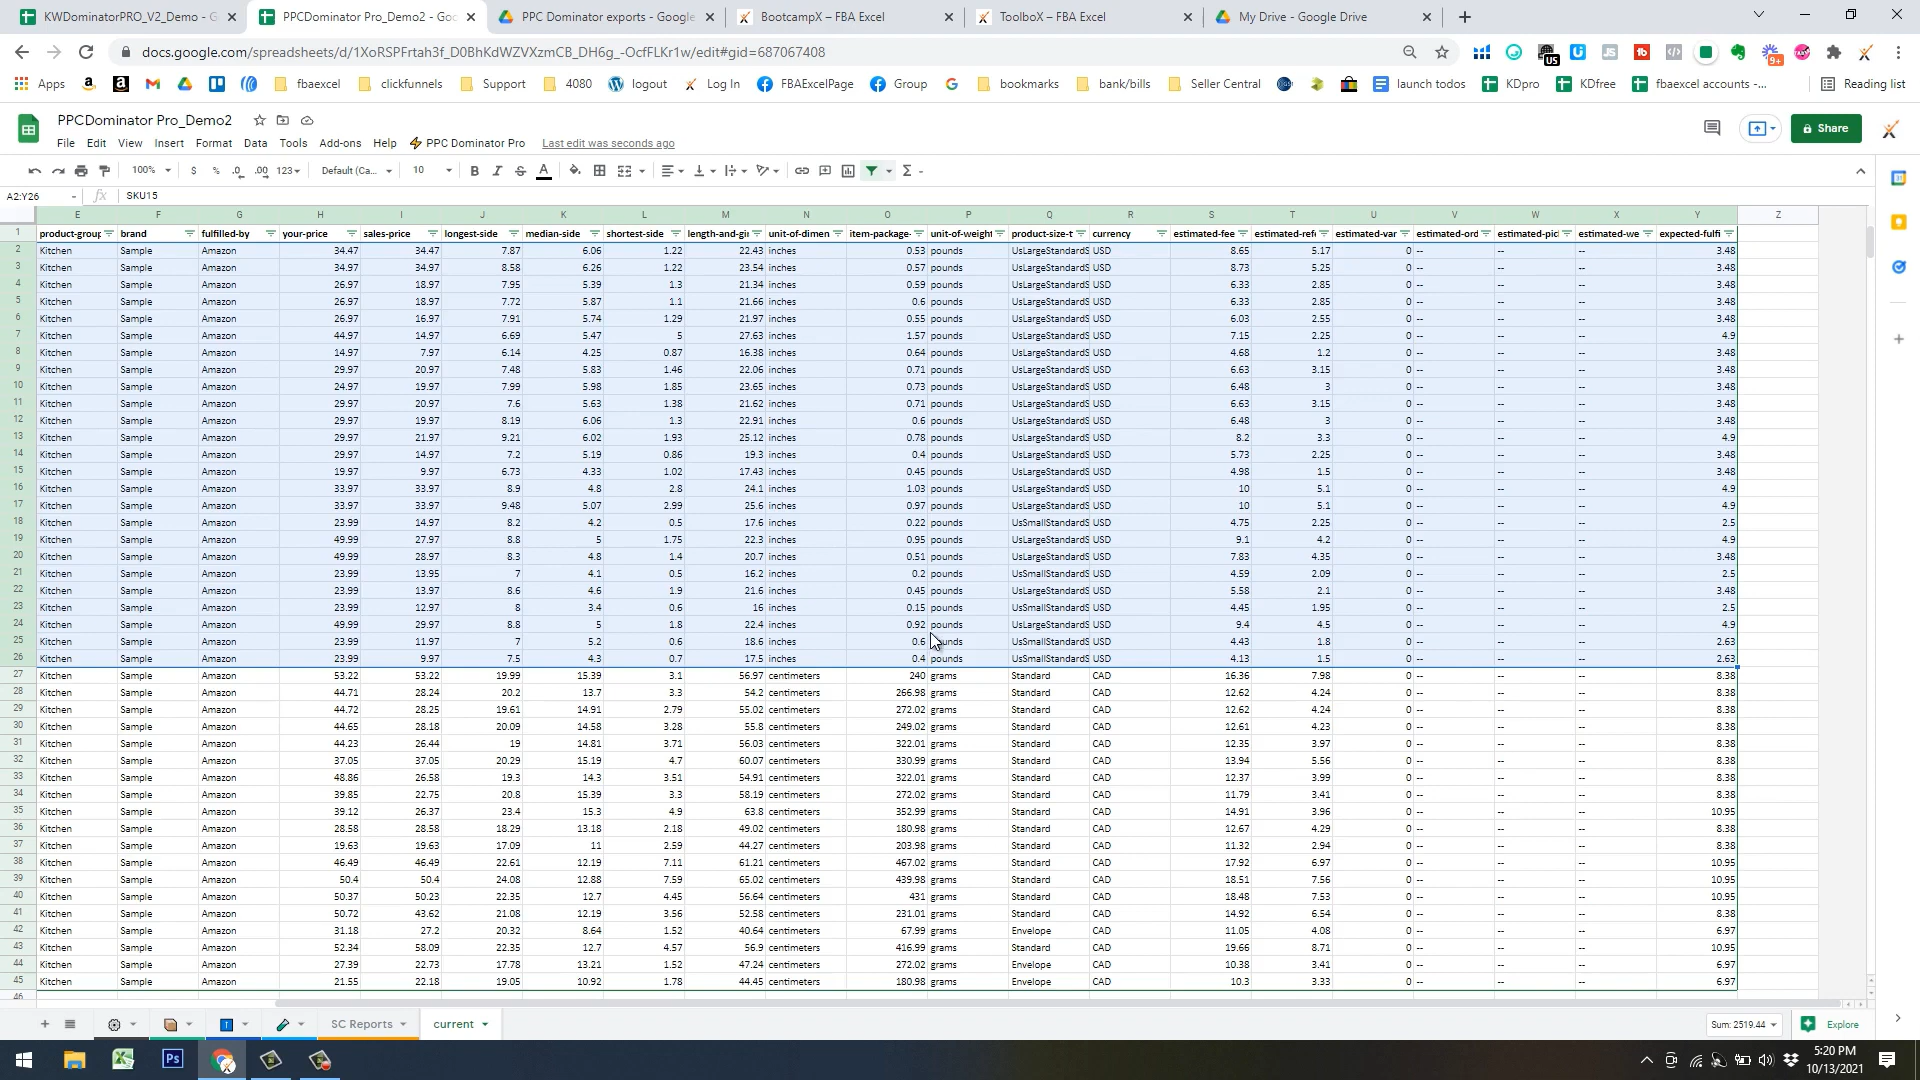 KWDominatorPRO_V2_Demo - G
PPCDominator Pro_Demo2 - Goo
PPC Dominator exports - Google
BootcampX – FBA Excel
ToolboX – FBA Excel
My Drive - Google Drive
docs.google.com/spreadsheets/d/1XoRSPFrtah3f_D0BhKdWZVXzmCB_DH6g_-OcfFLKr1w/edit#gid=687067408
Apps fbaexcel clickfunnels Support 4080 logout Log In FBAExcelPage Group bookmarks bank/bills Seller Central launch todos KDpro KDfree fbaexcel accounts -... Reading list
PPCDominator Pro_Demo2
Share
File Edit View Insert Format Data Tools Add-ons Help PPC Dominator Pro Last edit was seconds ago
100% $ % .0 .00 123 Default (Ca... 10 B I S A
A2:Y26 fx SKU15
E F G H I J K L M N O P Q R S T U V W X Y Z
1 product-group brand fulfilled-by your-price sales-price longest-side median-side shortest-side length-and-gi unit-of-dimen item-package- unit-of-weight product-size-t currency estimated-fee estimated-ref estimated-var estimated-ord estimated-pic estimated-we expected-fulfi
2 Kitchen Sample Amazon 34.47 34.47 7.87 6.06 1.22 22.43 inches 0.53 pounds UsLargeStandardS USD 8.65 5.17 0 -- -- -- 3.48
3 Kitchen Sample Amazon 34.97 34.97 8.58 6.26 1.22 23.54 inches 0.57 pounds UsLargeStandardS USD 8.73 5.25 0 -- -- -- 3.48
4 Kitchen Sample Amazon 26.97 18.97 7.95 5.39 1.3 21.34 inches 0.59 pounds UsLargeStandardS USD 6.33 2.85 0 -- -- -- 3.48
5 Kitchen Sample Amazon 26.97 18.97 7.72 5.87 1.1 21.66 inches 0.6 pounds UsLargeStandardS USD 6.33 2.85 0 -- -- -- 3.48
6 Kitchen Sample Amazon 26.97 16.97 7.91 5.74 1.29 21.97 inches 0.55 pounds UsLargeStandardS USD 6.03 2.55 0 -- -- -- 3.48
7 Kitchen Sample Amazon 44.97 14.97 6.69 5.47 5 27.63 inches 1.57 pounds UsLargeStandardS USD 7.15 2.25 0 -- -- -- 4.9
8 Kitchen Sample Amazon 14.97 7.97 6.14 4.25 0.87 16.38 inches 0.64 pounds UsLargeStandardS USD 4.68 1.2 0 -- -- -- 3.48
9 Kitchen Sample Amazon 29.97 20.97 7.48 5.83 1.46 22.06 inches 0.71 pounds UsLargeStandardS USD 6.63 3.15 0 -- -- -- 3.48
10 Kitchen Sample Amazon 24.97 19.97 7.99 5.98 1.85 23.65 inches 0.73 pounds UsLargeStandardS USD 6.48 3 0 -- -- -- 3.48
11 Kitchen Sample Amazon 29.97 20.97 7.6 5.63 1.38 21.62 inches 0.71 pounds UsLargeStandardS USD 6.63 3.15 0 -- -- -- 3.48
12 Kitchen Sample Amazon 29.97 19.97 8.19 6.06 1.3 22.91 inches 0.6 pounds UsLargeStandardS USD 6.48 3 0 -- -- -- 3.48
13 Kitchen Sample Amazon 29.97 21.97 9.21 6.02 1.93 25.12 inches 0.78 pounds UsLargeStandardS USD 8.2 3.3 0 -- -- -- 4.9
14 Kitchen Sample Amazon 29.97 14.97 7.2 5.19 0.86 19.3 inches 0.4 pounds UsLargeStandardS USD 5.73 2.25 0 -- -- -- 3.48
15 Kitchen Sample Amazon 19.97 9.97 6.73 4.33 1.02 17.43 inches 0.45 pounds UsLargeStandardS USD 4.98 1.5 0 -- -- -- 3.48
16 Kitchen Sample Amazon 33.97 33.97 8.9 4.8 2.8 24.1 inches 1.03 pounds UsLargeStandardS USD 10 5.1 0 -- -- -- 4.9
17 Kitchen Sample Amazon 33.97 33.97 9.48 5.07 2.99 25.6 inches 0.97 pounds UsLargeStandardS USD 10 5.1 0 -- -- -- 4.9
18 Kitchen Sample Amazon 23.99 14.97 8.2 4.2 0.5 17.6 inches 0.22 pounds UsSmallStandardS USD 4.75 2.25 0 -- -- -- 2.5
19 Kitchen Sample Amazon 49.99 27.97 8.8 5 1.75 22.3 inches 0.95 pounds UsLargeStandardS USD 9.1 4.2 0 -- -- -- 4.9
20 Kitchen Sample Amazon 49.99 28.97 8.3 4.8 1.4 20.7 inches 0.51 pounds UsLargeStandardS USD 7.83 4.35 0 -- -- -- 3.48
21 Kitchen Sample Amazon 23.99 13.95 7 4.1 0.5 16.2 inches 0.2 pounds UsSmallStandardS USD 4.59 2.09 0 -- -- -- 2.5
22 Kitchen Sample Amazon 23.99 13.97 8.6 4.6 1.9 21.6 inches 0.45 pounds UsLargeStandardS USD 5.58 2.1 0 -- -- -- 3.48
23 Kitchen Sample Amazon 23.99 12.97 8 3.4 0.6 16 inches 0.15 pounds UsSmallStandardS USD 4.45 1.95 0 -- -- -- 2.5
24 Kitchen Sample Amazon 49.99 29.97 8.8 5 1.8 22.4 inches 0.92 pounds UsLargeStandardS USD 9.4 4.5 0 -- -- -- 4.9
25 Kitchen Sample Amazon 23.99 11.97 7 5.2 0.6 18.6 inches 0.6 pounds UsSmallStandardS USD 4.43 1.8 0 -- -- -- 2.63
26 Kitchen Sample Amazon 23.99 9.97 7.5 4.3 0.7 17.5 inches 0.4 pounds UsSmallStandardS USD 4.13 1.5 0 -- -- -- 2.63
27 Kitchen Sample Amazon 53.22 53.22 19.99 15.39 3.1 56.97 centimeters 240 grams Standard CAD 16.36 7.98 0 -- -- -- 8.38
28 Kitchen Sample Amazon 44.71 28.24 20.2 13.7 3.3 54.2 centimeters 266.98 grams Standard CAD 12.62 4.24 0 -- -- -- 8.38
29 Kitchen Sample Amazon 44.72 28.25 19.61 14.91 2.79 55.02 centimeters 272.02 grams Standard CAD 12.62 4.24 0 -- -- -- 8.38
30 Kitchen Sample Amazon 44.65 28.18 20.09 14.58 3.28 55.8 centimeters 249.02 grams Standard CAD 12.61 4.23 0 -- -- -- 8.38
31 Kitchen Sample Amazon 44.23 26.44 19 14.81 3.71 56.03 centimeters 322.01 grams Standard CAD 12.35 3.97 0 -- -- -- 8.38
32 Kitchen Sample Amazon 37.05 37.05 20.29 15.19 4.7 60.07 centimeters 330.99 grams Standard CAD 13.94 5.56 0 -- -- -- 8.38
33 Kitchen Sample Amazon 48.86 26.58 19.3 14.3 3.51 54.91 centimeters 322.01 grams Standard CAD 12.37 3.99 0 -- -- -- 8.38
34 Kitchen Sample Amazon 39.85 22.75 20.8 15.39 3.3 58.19 centimeters 272.02 grams Standard CAD 11.79 3.41 0 -- -- -- 8.38
35 Kitchen Sample Amazon 39.12 26.37 23.4 15.3 4.9 63.8 centimeters 352.99 grams Standard CAD 14.91 3.96 0 -- -- -- 10.95
36 Kitchen Sample Amazon 28.58 28.58 18.29 13.18 2.18 49.02 centimeters 180.98 grams Standard CAD 12.67 4.29 0 -- -- -- 8.38
37 Kitchen Sample Amazon 19.63 19.63 17.09 11 2.59 44.27 centimeters 203.98 grams Standard CAD 11.32 2.94 0 -- -- -- 8.38
38 Kitchen Sample Amazon 46.49 46.49 22.61 12.19 7.11 61.21 centimeters 467.02 grams Standard CAD 17.92 6.97 0 -- -- -- 10.95
39 Kitchen Sample Amazon 50.4 50.4 24.08 12.88 7.59 65.02 centimeters 439.98 grams Standard CAD 18.51 7.56 0 -- -- -- 10.95
40 Kitchen Sample Amazon 50.37 50.23 22.35 12.7 4.45 56.64 centimeters 431 grams Standard CAD 18.48 7.53 0 -- -- -- 10.95
41 Kitchen Sample Amazon 50.72 43.62 21.08 12.19 3.56 52.58 centimeters 231.01 grams Standard CAD 14.92 6.54 0 -- -- -- 8.38
42 Kitchen Sample Amazon 31.18 27.2 20.32 8.64 1.52 40.64 centimeters 67.99 grams Envelope CAD 11.05 4.08 0 -- -- -- 6.97
43 Kitchen Sample Amazon 52.34 58.09 22.35 12.7 4.57 56.9 centimeters 416.99 grams Standard CAD 19.66 8.71 0 -- -- -- 10.95
44 Kitchen Sample Amazon 27.39 22.73 17.78 13.21 1.52 47.24 centimeters 272.02 grams Envelope CAD 10.38 3.41 0 -- -- -- 6.97
45 Kitchen Sample Amazon 21.55 22.18 19.05 10.92 1.78 44.45 centimeters 180.98 grams Envelope CAD 10.3 3.33 0 -- -- -- 6.97
46
SC Reports current Sum: 2519.44 Explore
5:20 PM
10/13/2021